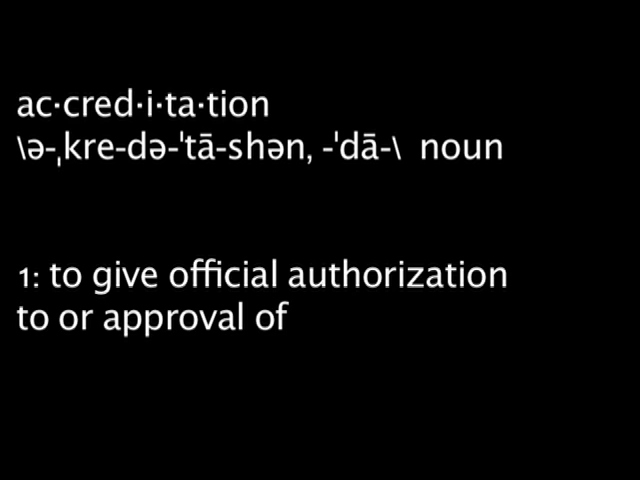 ac·cred·i·ta·tion
\ə-ˌkre-də-ˈtā-shən, -ˈdā-\ noun
1: to give official authorization
to or approval of